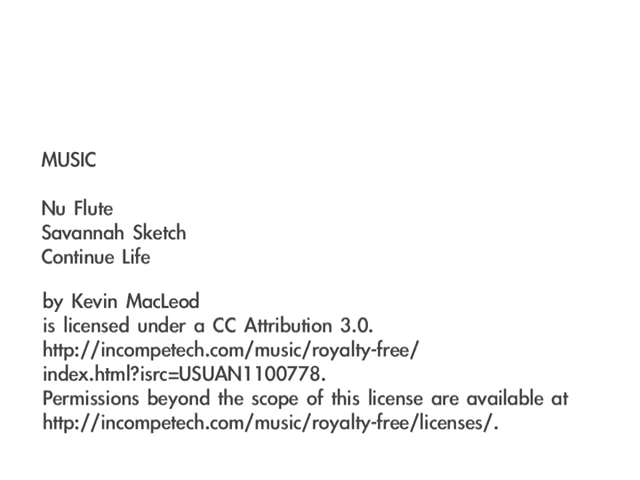 MUSIC
Nu Flute
Savannah Sketch
Continue Life
by Kevin MacLeod
is licensed under a CC Attribution 3.0.
http://incompetech.com/music/royalty-free/
index.html?isrc=USUAN1100778.
Permissions beyond the scope of this license are available at
http://incompetech.com/music/royalty-free/licenses/.